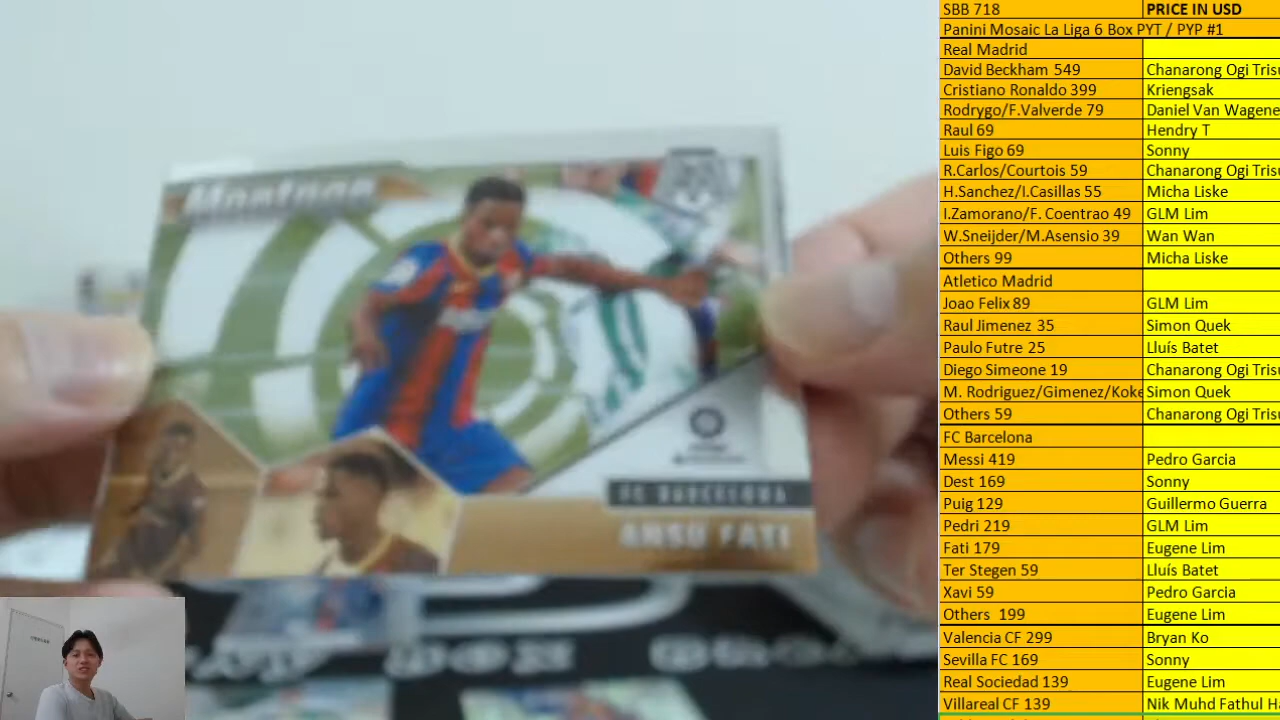 Montage
FC BARCELONA
ANSU FATI
SBB 718 PRICE IN USD
Panini Mosaic La Liga 6 Box PYT / PYP #1
Real Madrid
David Beckham 549 Chanarong Ogi Trisu
Cristiano Ronaldo 399 Kriengsak
Rodrygo/F.Valverde 79 Daniel Van Wagene
Raul 69 Hendry T
Luis Figo 69 Sonny
R.Carlos/Courtois 59 Chanarong Ogi Trisu
H.Sanchez/I.Casillas 55 Micha Liske
I.Zamorano/F. Coentrao 49 GLM Lim
W.Sneijder/M.Asensio 39 Wan Wan
Others 99 Micha Liske
Atletico Madrid
Joao Felix 89 GLM Lim
Raul Jimenez 35 Simon Quek
Paulo Futre 25 Lluís Batet
Diego Simeone 19 Chanarong Ogi Trisu
M. Rodriguez/Gimenez/Koke Simon Quek
Others 59 Chanarong Ogi Trisu
FC Barcelona
Messi 419 Pedro Garcia
Dest 169 Sonny
Puig 129 Guillermo Guerra
Pedri 219 GLM Lim
Fati 179 Eugene Lim
Ter Stegen 59 Lluís Batet
Xavi 59 Pedro Garcia
Others 199 Eugene Lim
Valencia CF 299 Bryan Ko
Sevilla FC 169 Sonny
Real Sociedad 139 Eugene Lim
Villareal CF 139 Nik Muhd Fathul Ha